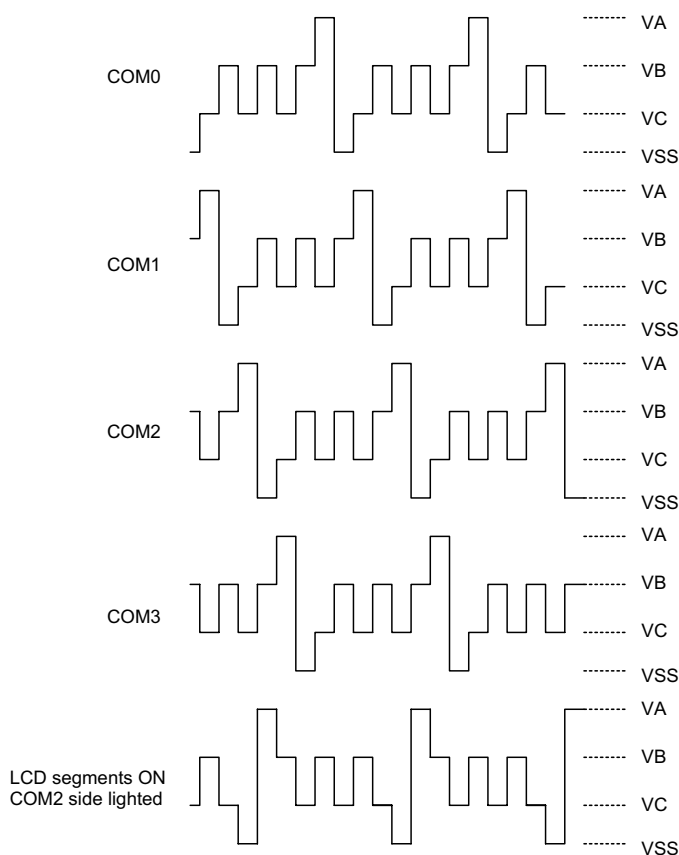 VA
COM0
VB
VC
VSS
VA
VB
COM1
VC
VSS
VA
VB
COM2
VC
VSS
VA
VB
COM3
VC
VSS
VA
VB
LCD segments ON
COM2 side lighted
VC
VSS